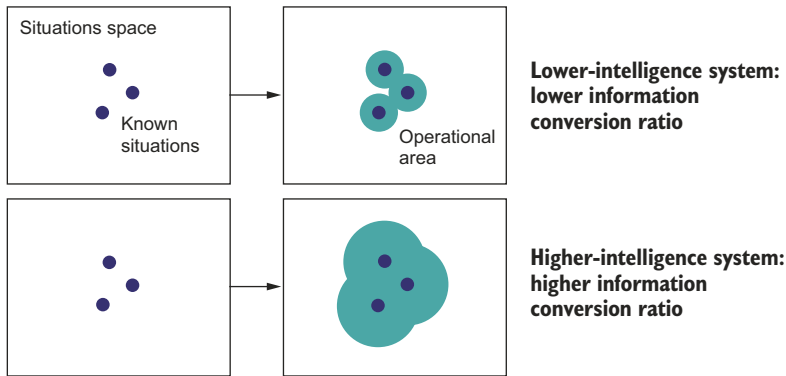 Situations space
Known
situations
Operational
area
Lower-intelligence system:
lower information
conversion ratio
Higher-intelligence system:
higher information
conversion ratio